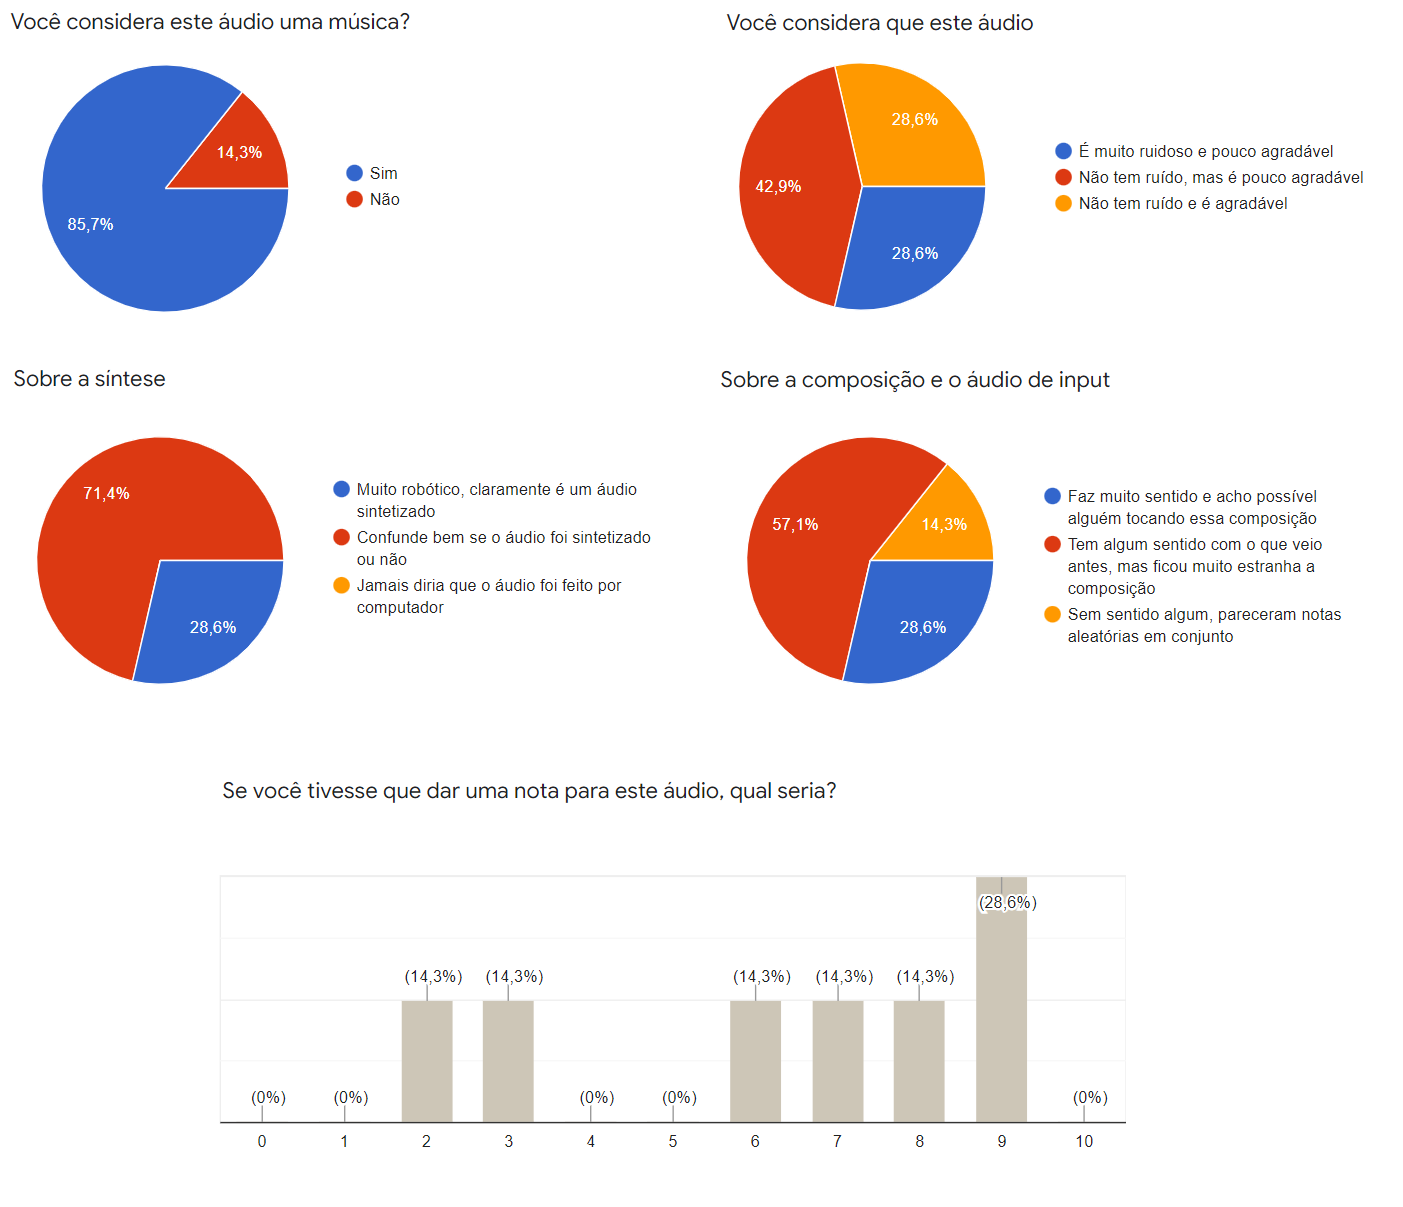 Você considera este áudio uma música?
14,3%
85,7%
Sim
Não
Você considera que este áudio
28,6%
42,9%
28,6%
É muito ruidoso e pouco agradável
Não tem ruído, mas é pouco agradável
Não tem ruído e é agradável
Sobre a síntese
71,4%
28,6%
Muito robótico, claramente é um áudio
sintetizado
Confunde bem se o áudio foi sintetizado
ou não
Jamais diria que o áudio foi feito por
computador
Sobre a composição e o áudio de input
57,1%
14,3%
28,6%
Faz muito sentido e acho possível
alguém tocando essa composição
Tem algum sentido com o que veio
antes, mas ficou muito estranha a
composição
Sem sentido algum, pareceram notas
aleatórias em conjunto
Se você tivesse que dar uma nota para este áudio, qual seria?
(28,6%)
(14,3%) (14,3%) (14,3%) (14,3%) (14,3%)
(0%) (0%) (0%) (0%) (0%)
0 1 2 3 4 5 6 7 8 9 10